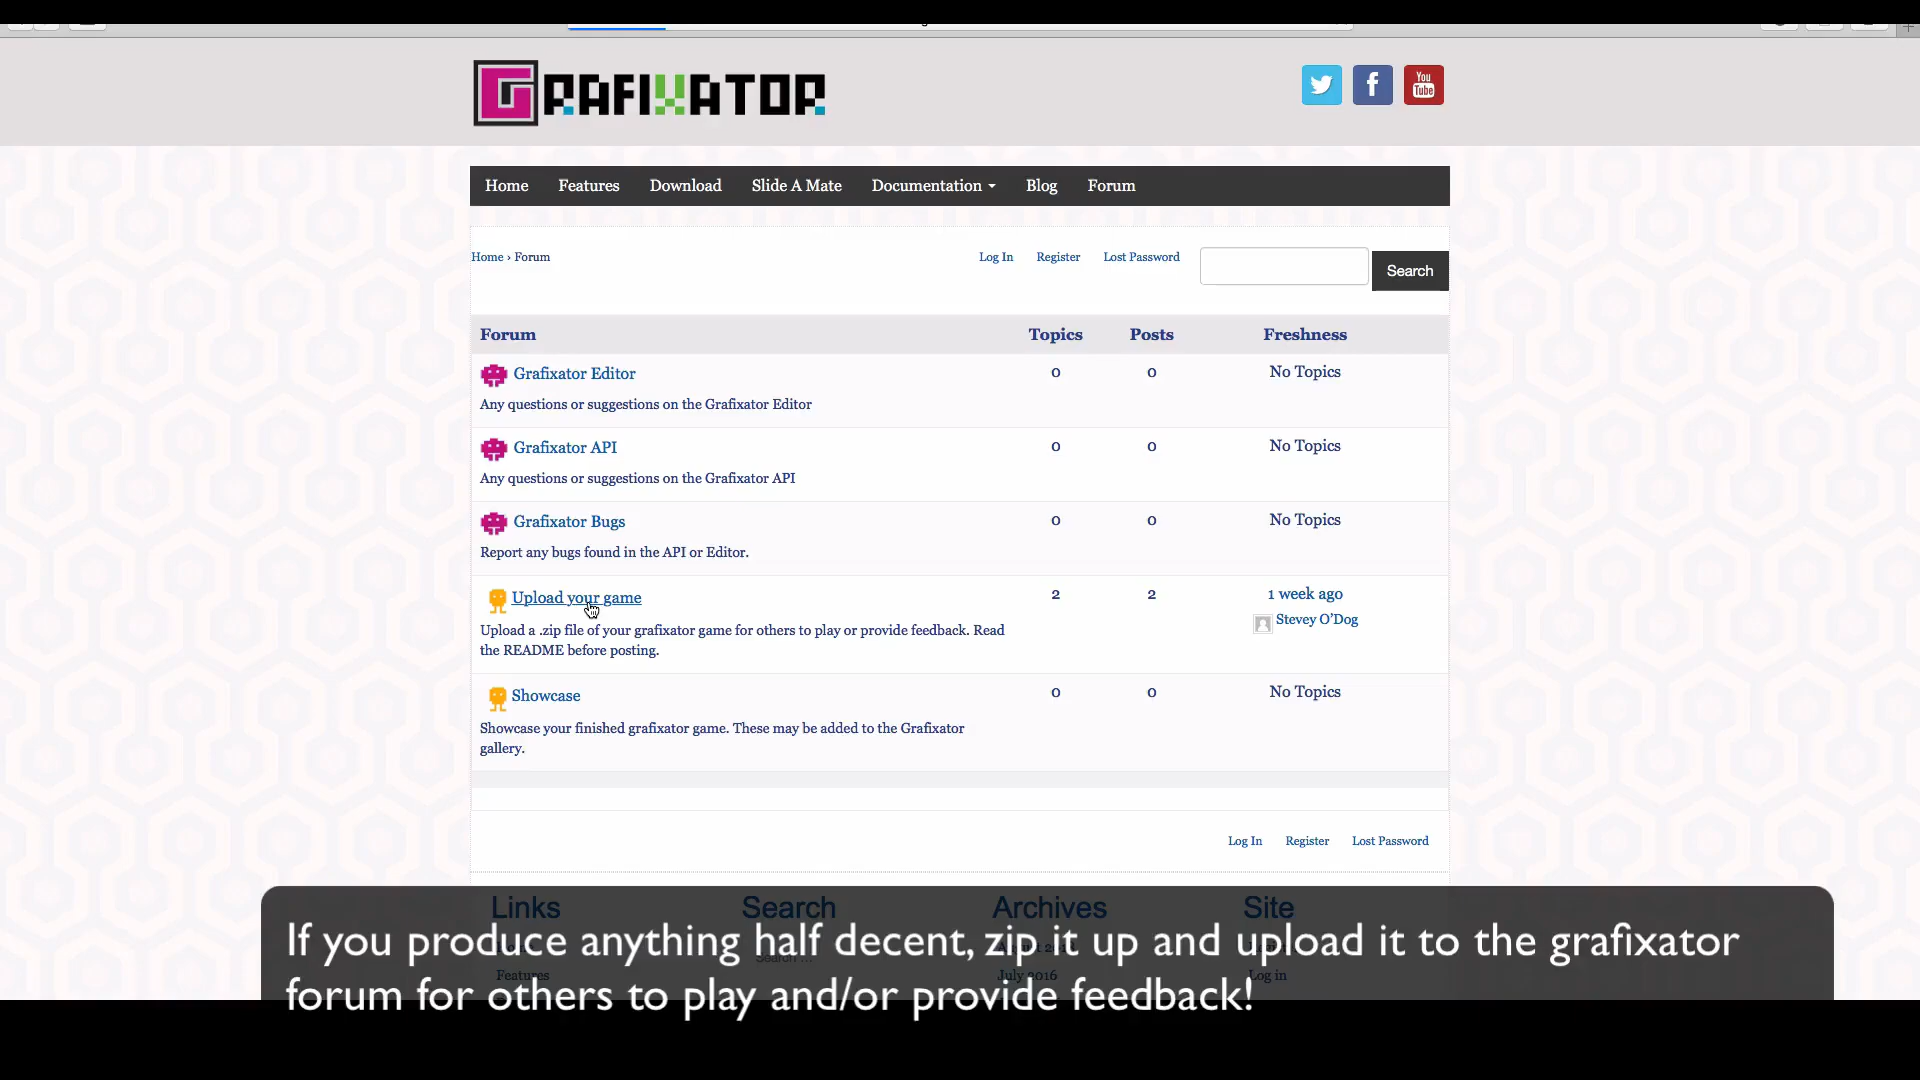 GRAFIXATOR
You
Tube
Home Features Download Slide A Mate Documentation Blog Forum
Home › Forum Log In Register Lost Password Search
Forum Topics Posts Freshness
Grafixator Editor 0 0 No Topics
Any questions or suggestions on the Grafixator Editor
Grafixator API 0 0 No Topics
Any questions or suggestions on the Grafixator API
Grafixator Bugs 0 0 No Topics
Report any bugs found in the API or Editor.
Upload your game 2 2 1 week ago
Stevey O'Dog
Upload a .zip file of your grafixator game for others to play or provide feedback. Read
the README before posting.
Showcase 0 0 No Topics
Showcase your finished grafixator game. These may be added to the Grafixator
gallery.
Log In Register Lost Password
Links Search Archives Site
If you produce anything half decent, zip it up and upload it to the grafixator
Features July 2016 Log in
forum for others to play and/or provide feedback!